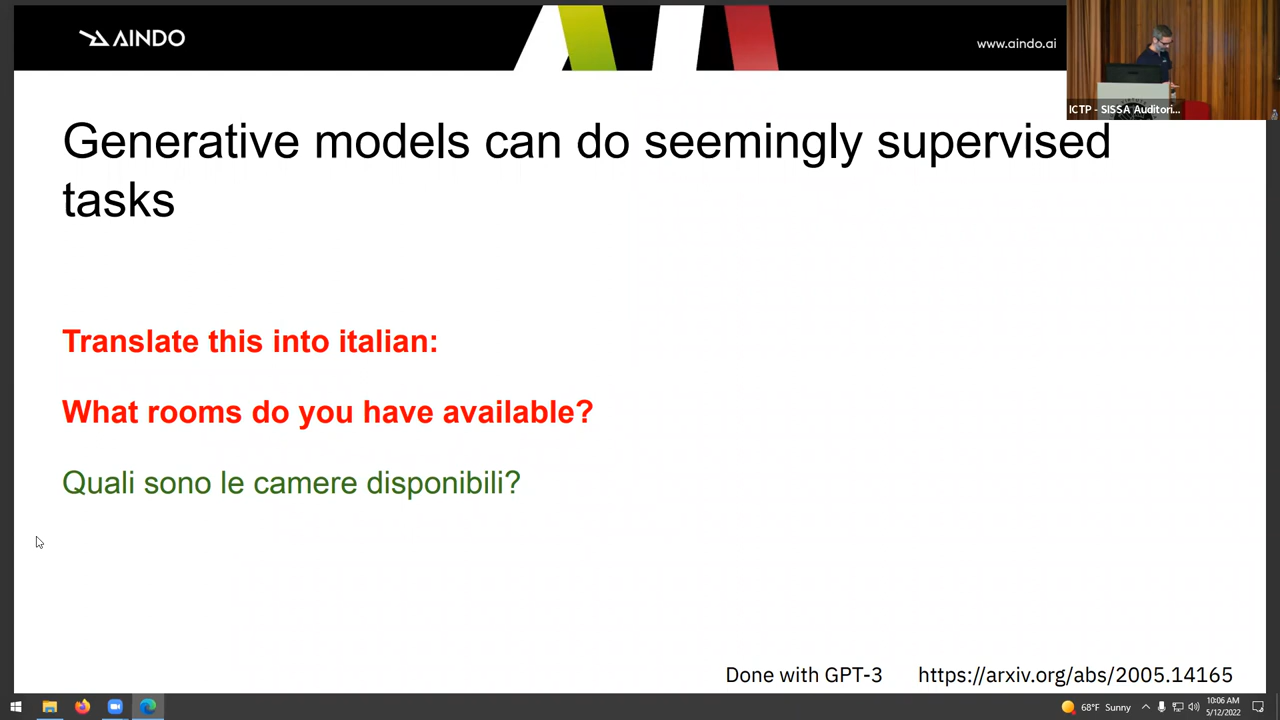 AINDO
www.aindo.ai
ICTP - SISSA Auditori...
Generative models can do seemingly supervised
tasks
Translate this into italian:
What rooms do you have available?
Quali sono le camere disponibili?
Done with GPT-3 https://arxiv.org/abs/2005.14165
68°F Sunny
10:06 AM
5/12/2022